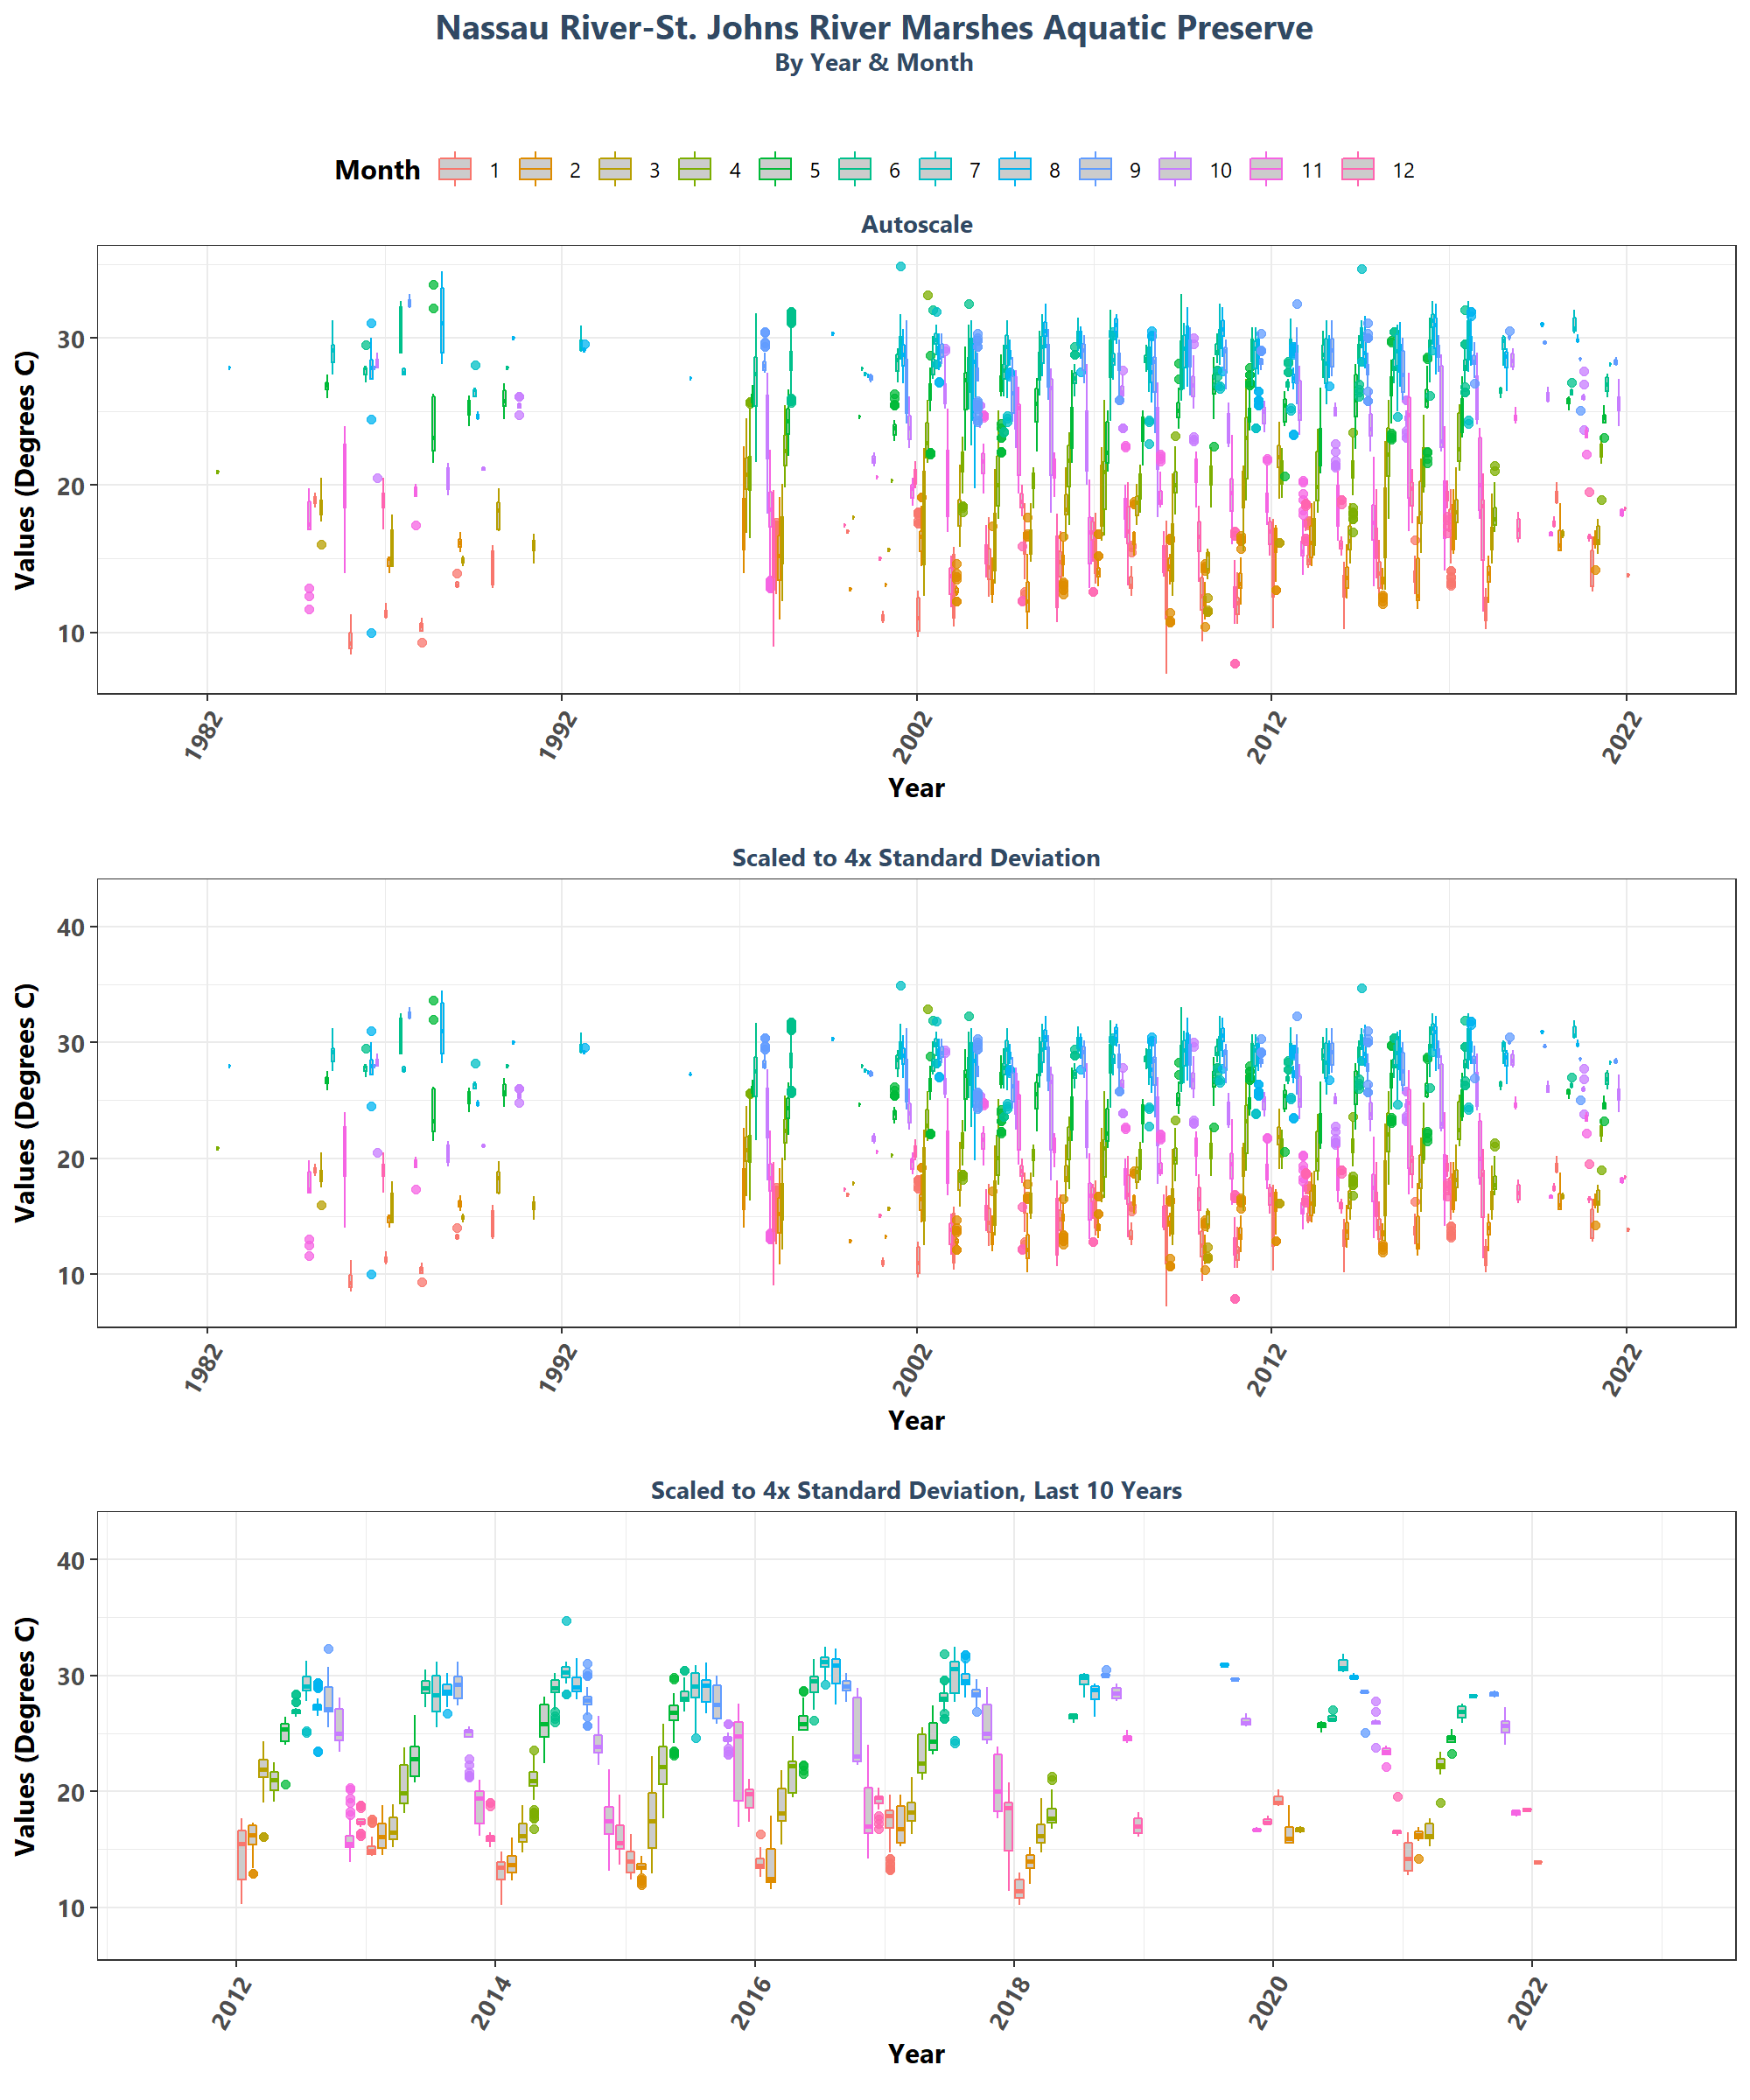 Nassau River-St. Johns River Marshes Aquatic Preserve
By Year & Month
Month 1 2 3 4 5 6 7 8 9 10 11 12
Autoscale
Values (Degrees C)
30
20
10
1982 1992 2002 2012 2022
Year
Scaled to 4x Standard Deviation
Values (Degrees C)
40
30
20
10
1982 1992 2002 2012 2022
Year
Scaled to 4x Standard Deviation, Last 10 Years
Values (Degrees C)
40
30
20
10
2012 2014 2016 2018 2020 2022
Year